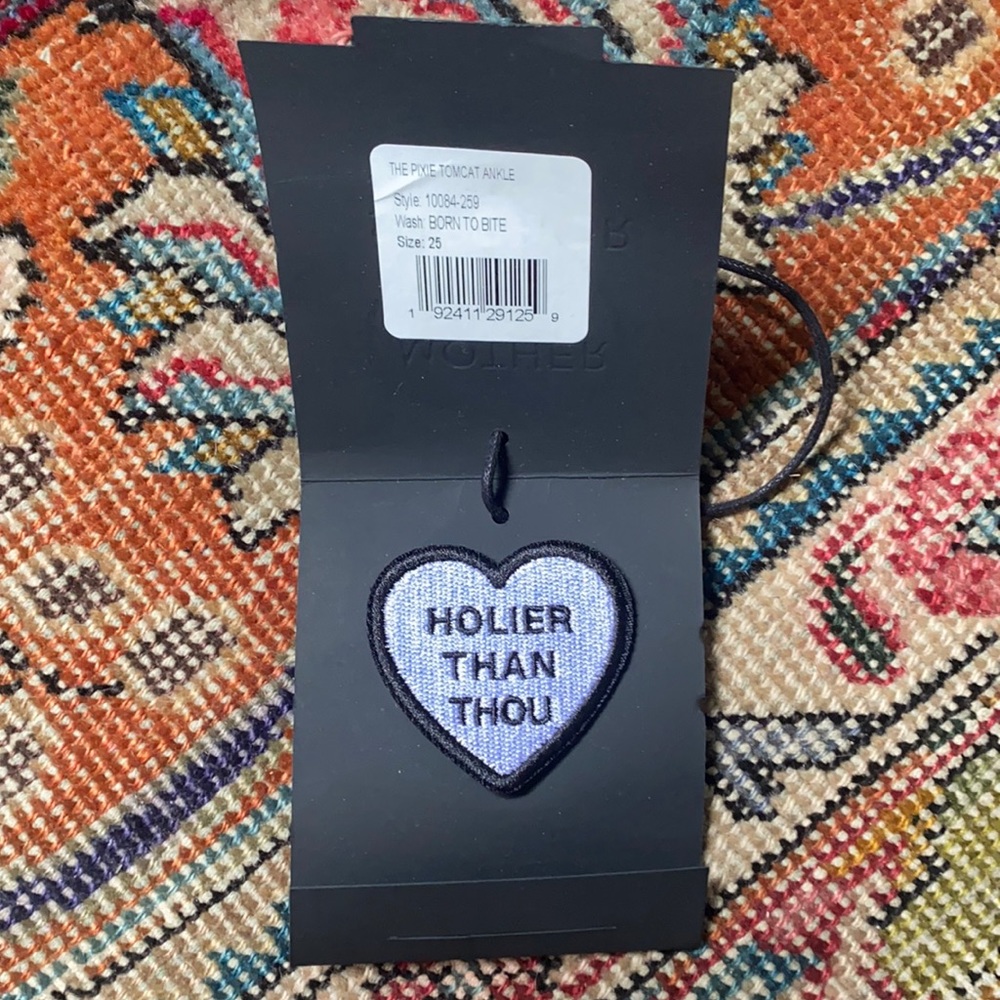 THE PIXIE TOMCAT ANKLE
Style: 10084-259
Wash: BORN TO BITE
Size: 25
1 92411 29125 9
MOTHER
HOLIER
THAN
THOU